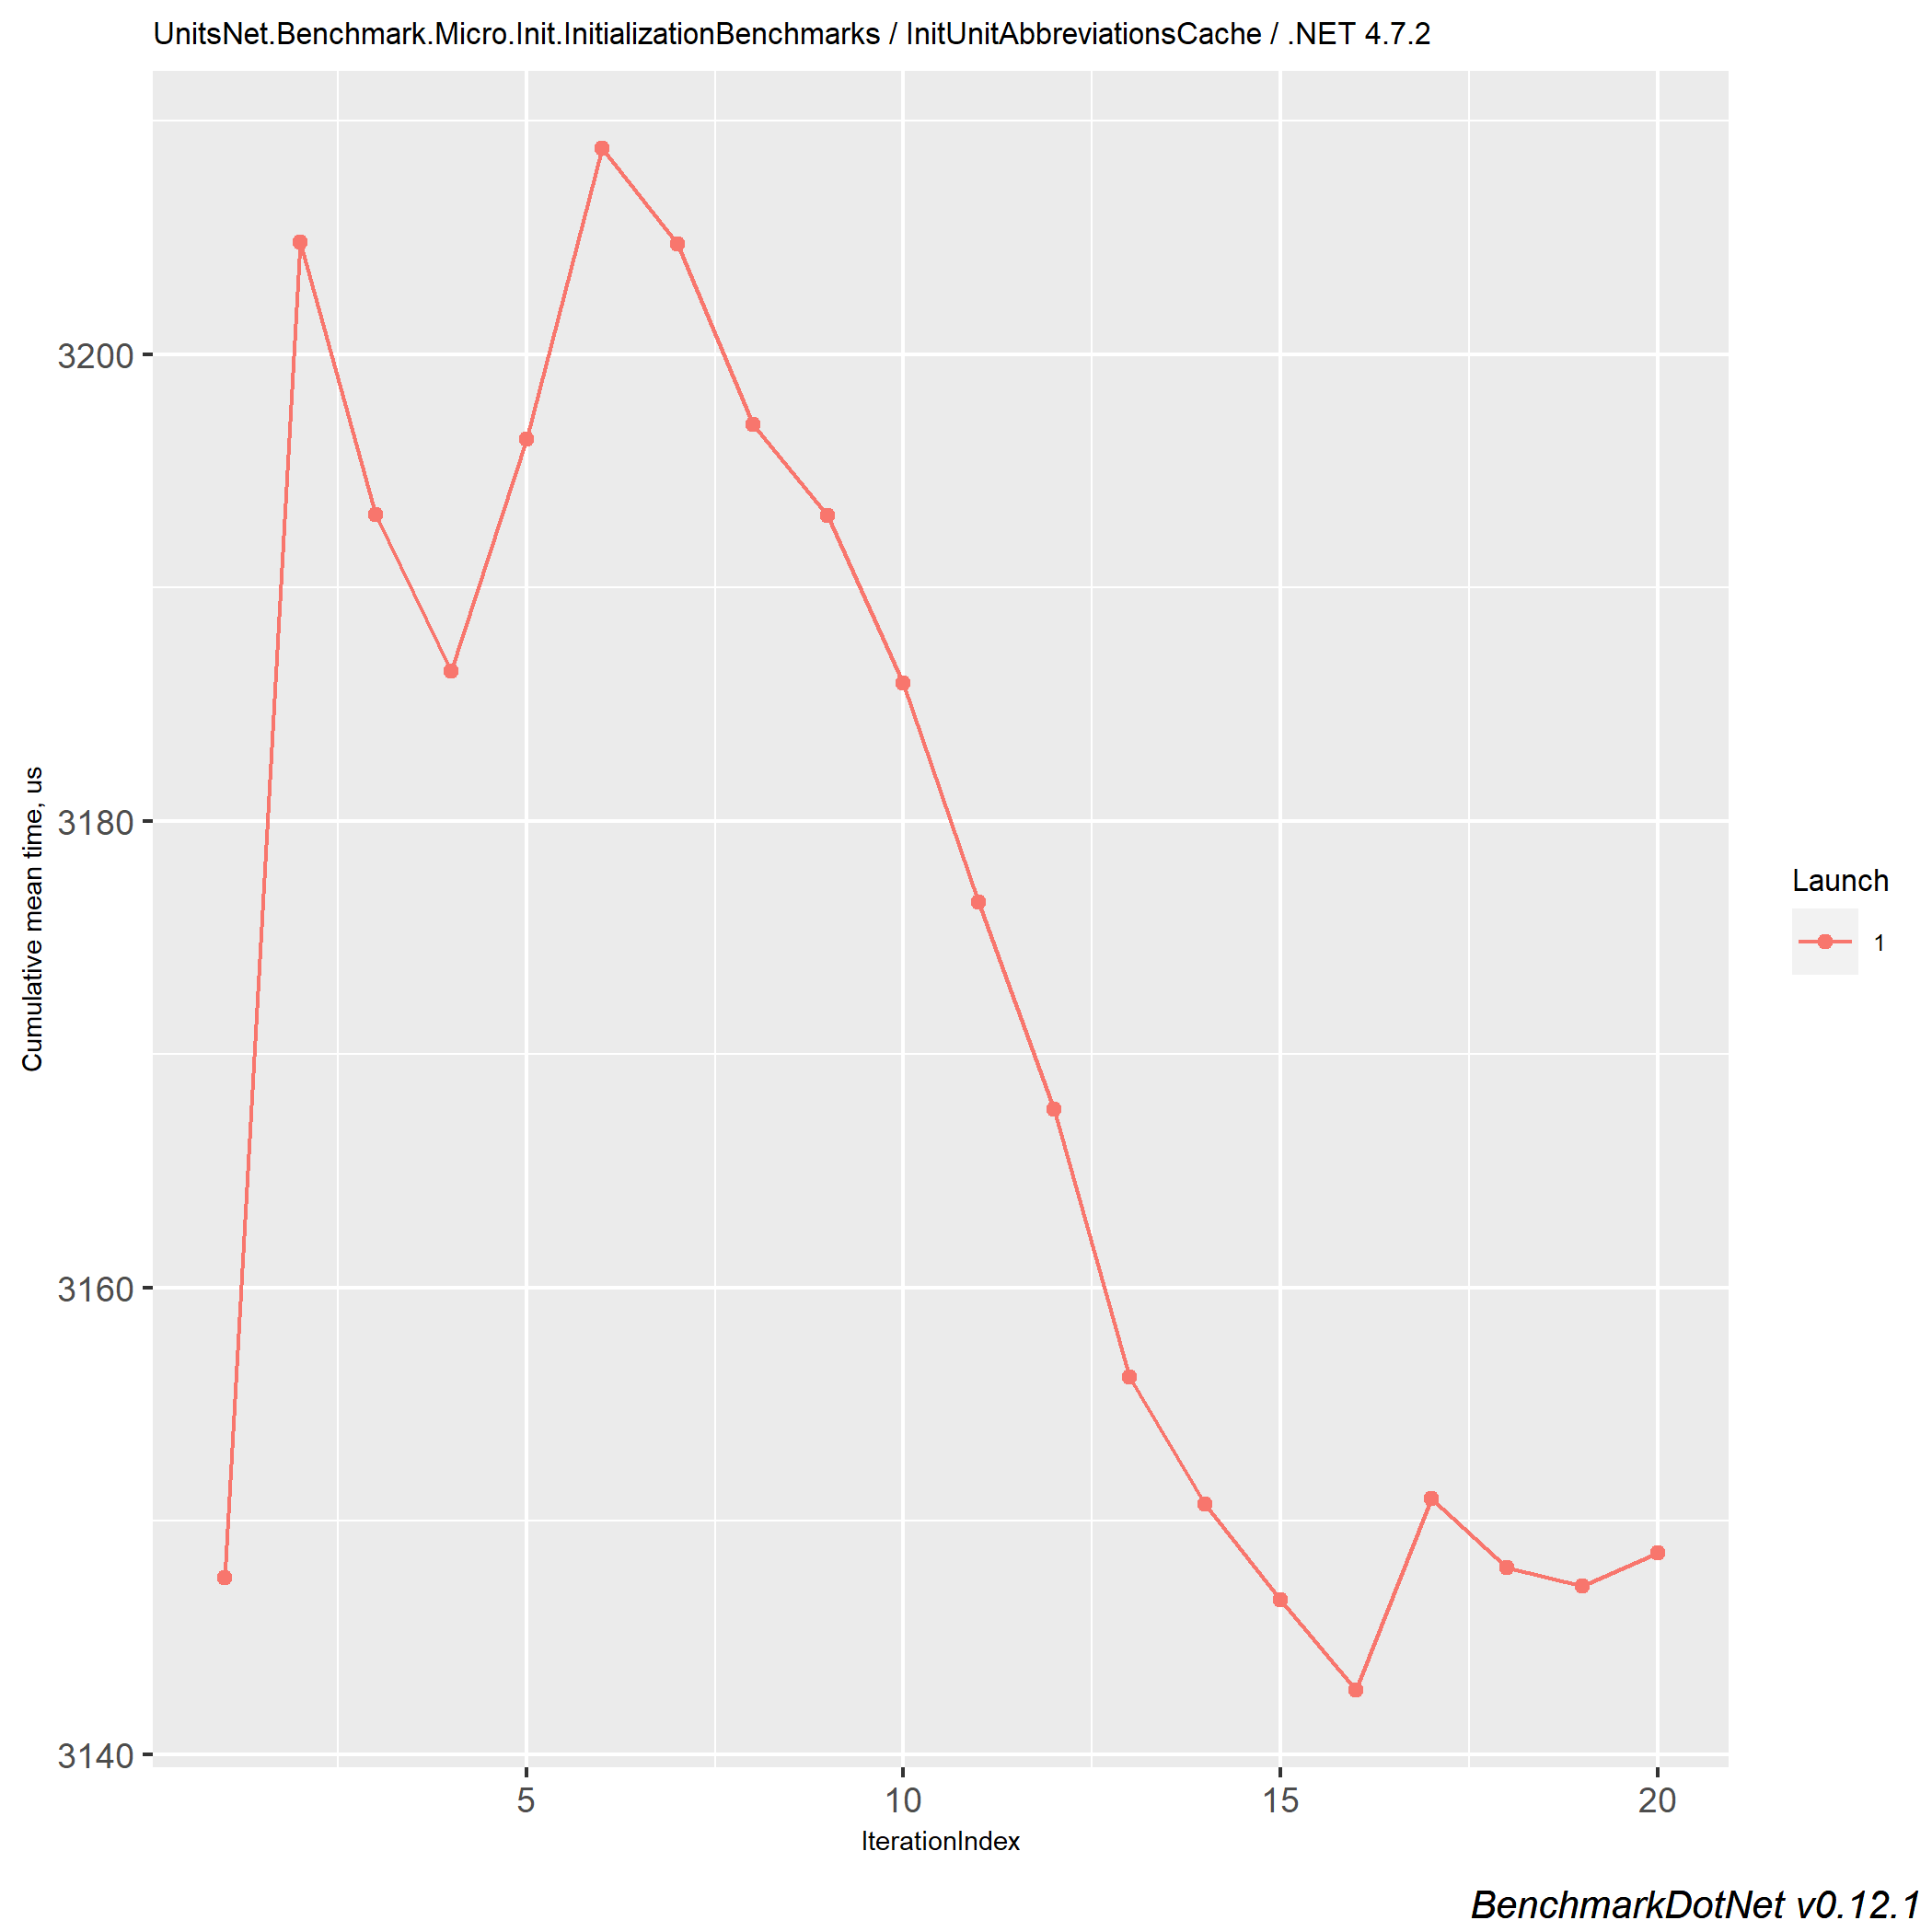 UnitsNet.Benchmark.Micro.Init.InitializationBenchmarks / InitUnitAbbreviationsCache / .NET 4.7.2
Cumulative mean time, us
3200
3180
3160
3140
5 10 15 20
IterationIndex
Launch
1
BenchmarkDotNet v0.12.1